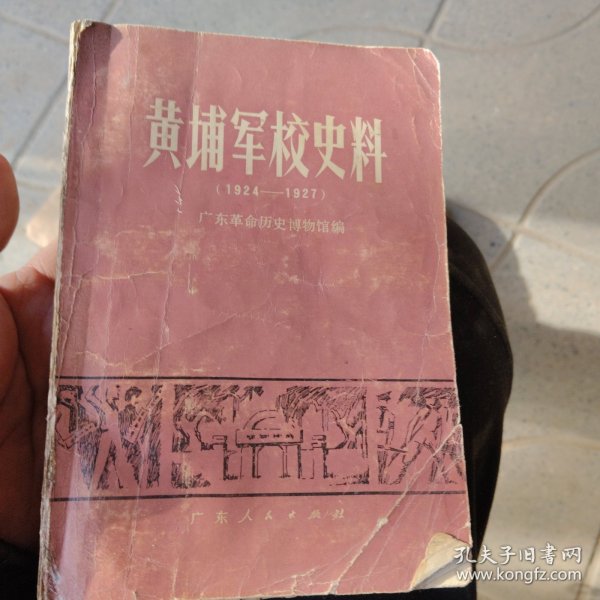 黄埔军校史料
(1924——1927)
广东革命历史博物馆编
广东人民出版社
孔夫子旧书网
www.kongfz.com